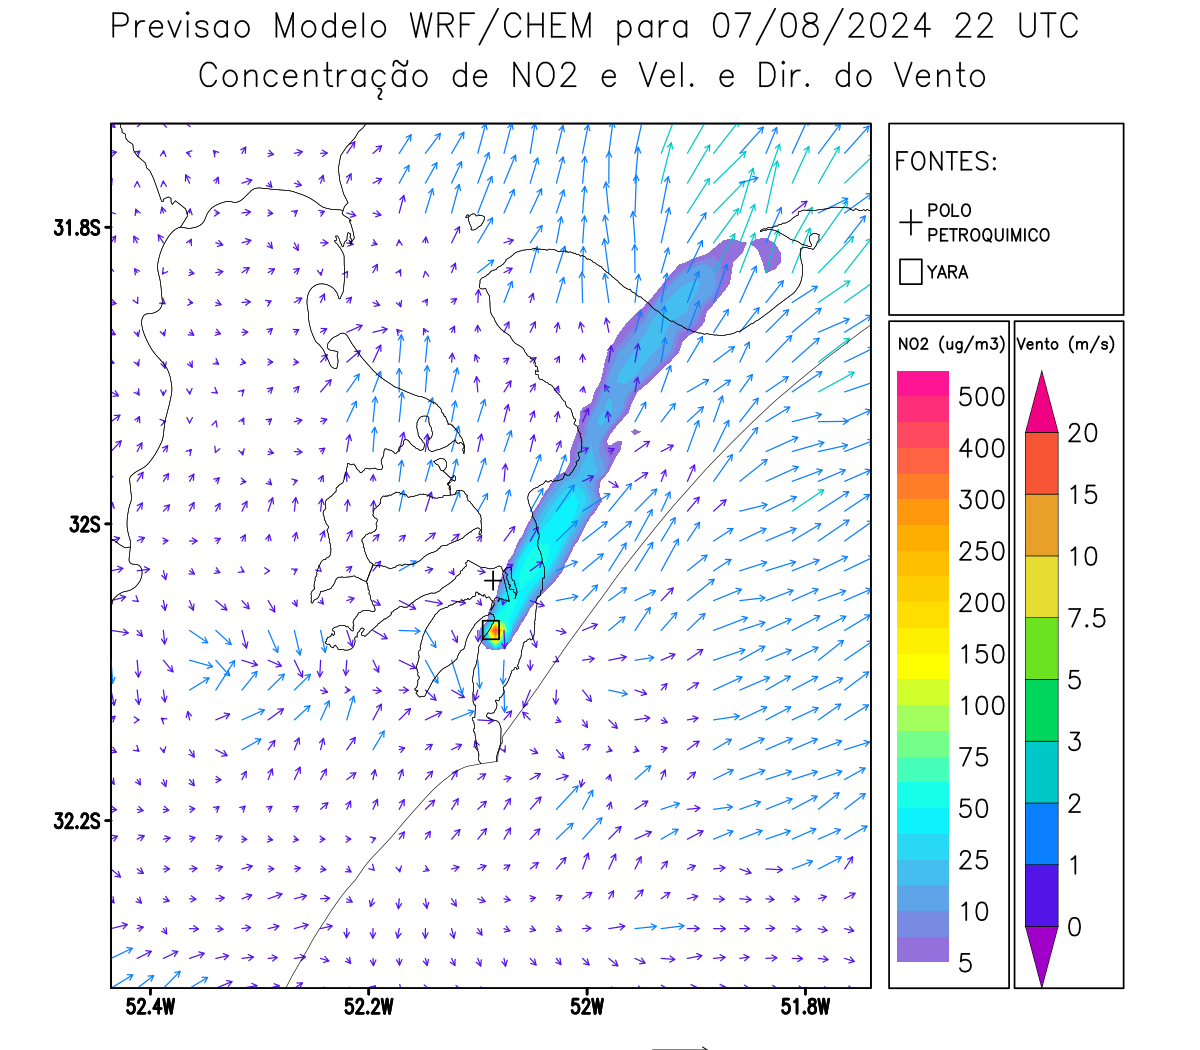 Previsao Modelo WRF/CHEM para 07/08/2024 22 UTC
Concentração de NO2 e Vel. e Dir. do Vento
FONTES:
POLO
PETROQUIMICO
YARA
31.8S
32S
32.2S
52.4W
52.2W
52W
51.8W
NO2 (ug/m3)
500
400
300
250
200
150
100
75
50
25
10
5
Vento (m/s)
20
15
10
7.5
5
3
2
1
0